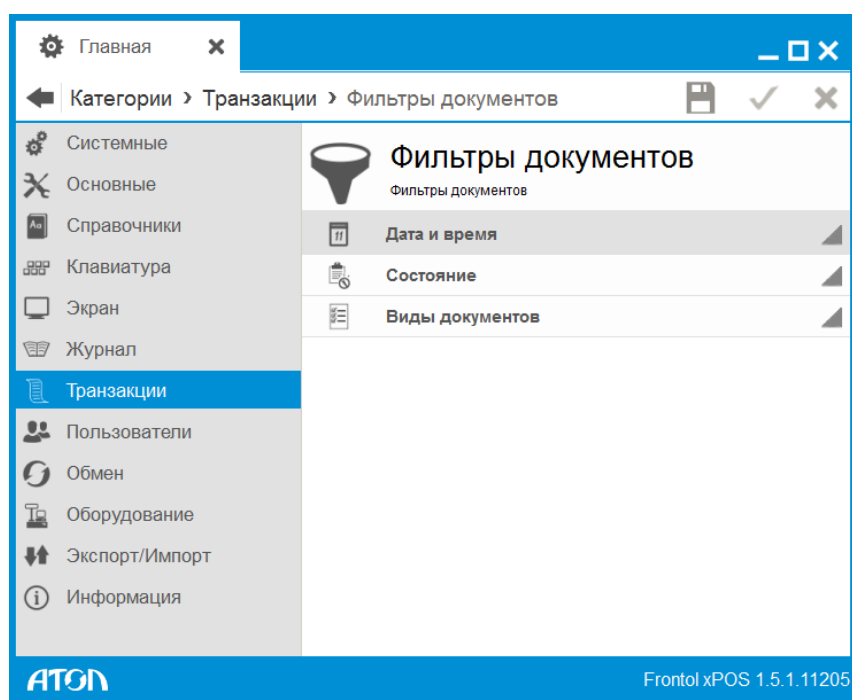 Главная
Категории › Транзакции › Фильтры документов
Системные
Основные
Справочники
Клавиатура
Экран
Журнал
Транзакции
Пользователи
Обмен
Оборудование
Экспорт/Импорт
Информация
Фильтры документов
Фильтры документов
11
Дата и время
Состояние
Виды документов
АТОЛ
Frontol xPOS 1.5.1.11205